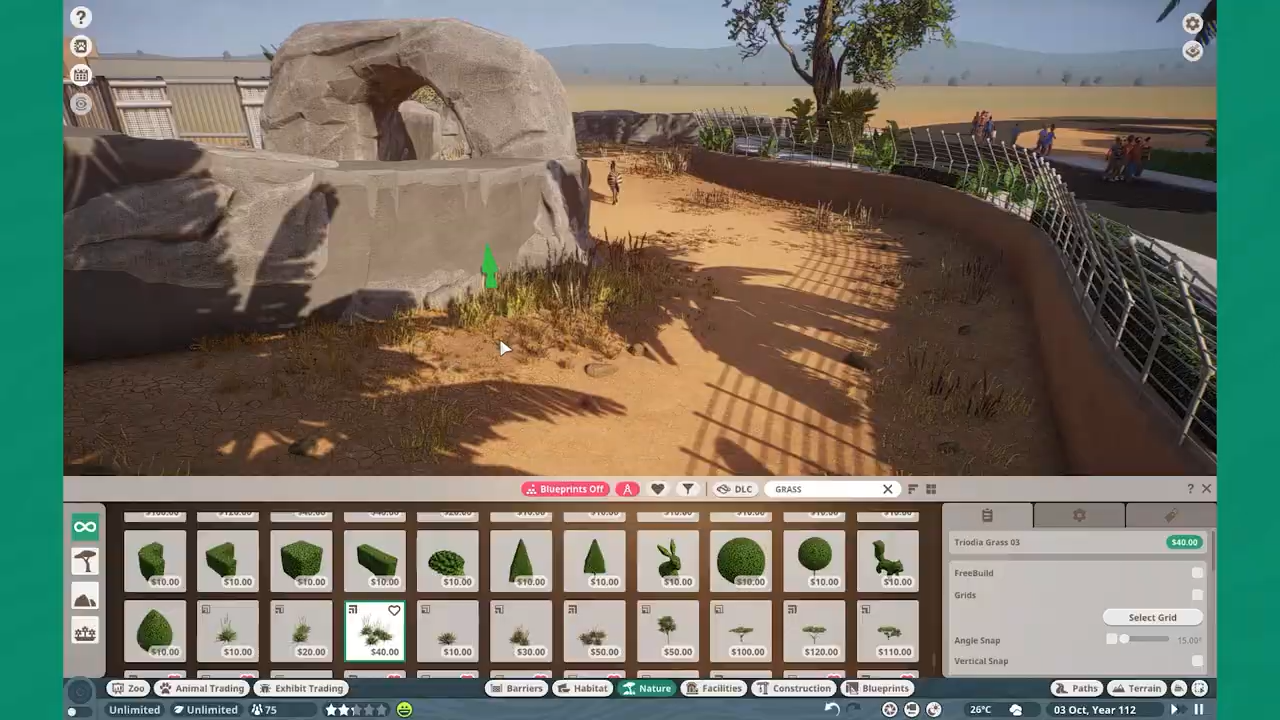 Blueprints Off
DLC
GRASS
?
$10.00 $10.00 $10.00 $10.00 $10.00 $10.00 $10.00 $10.00 $10.00 $10.00 $10.00
$10.00 $10.00 $20.00 $40.00 $10.00 $30.00 $50.00 $50.00 $100.00 $120.00 $110.00
Triodia Grass 03
$40.00
FreeBuild
Grids
Select Grid
Angle Snap
15.00°
Vertical Snap
Zoo
Animal Trading
Exhibit Trading
Barriers
Habitat
Nature
Facilities
Construction
Blueprints
Paths
Terrain
Unlimited
Unlimited
75
26°C
03 Oct, Year 112